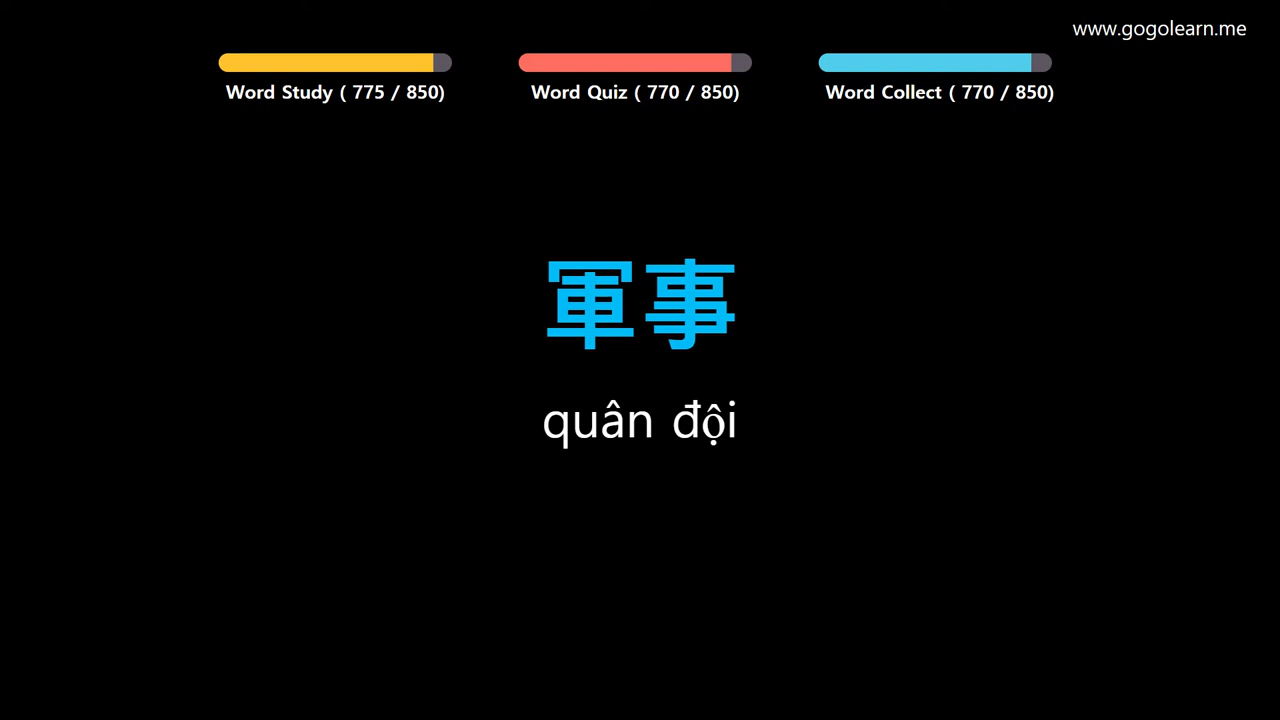 www.gogolearn.me
Word Study ( 775 / 850)
Word Quiz ( 770 / 850)
Word Collect ( 770 / 850)
軍事
quân đội